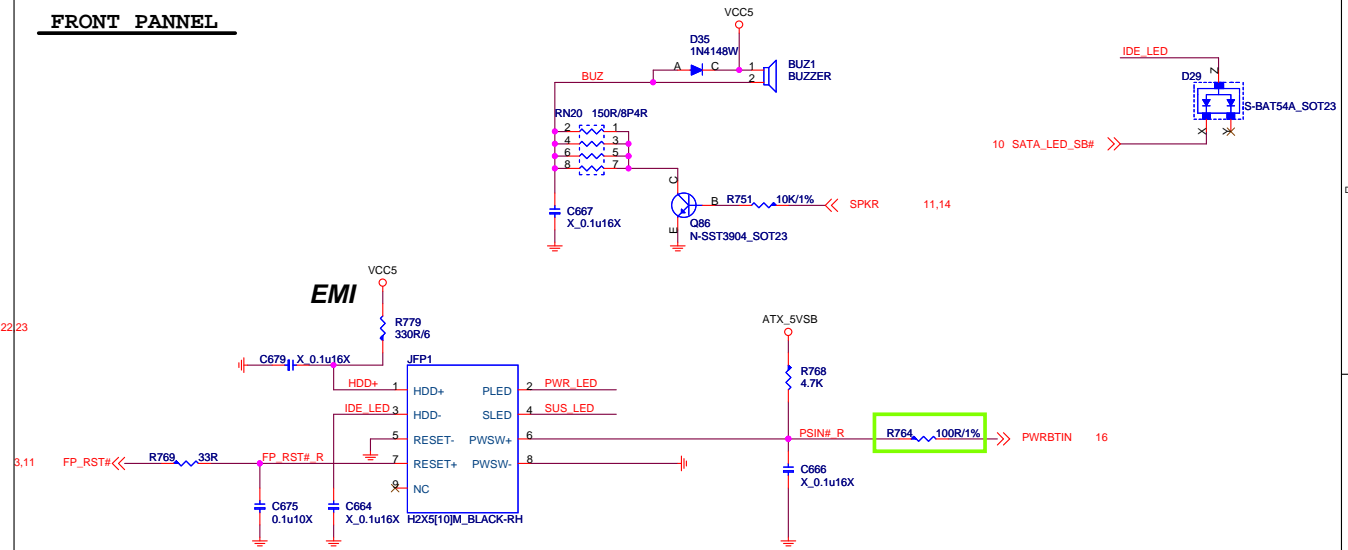 FRONT PANNEL
VCC5
D35
1N4148W
A C 1
BUZ 2
BUZ1
BUZZER
IDE_LED
Z
D29
S-BAT54A_SOT23
X Y
10 SATA_LED_SB#
RN20 150R/8P4R
2 1
4 3
6 5
8 7
C667
X_0.1u16X
C
B
E
Q86
N-SST3904_SOT23
R751 10K/1%
SPKR 11,14
EMI
VCC5
R779
330R/6
22,23
C679 X_0.1u16X
JFP1
HDD+ 1 HDD+ PLED 2 PWR_LED
IDE_LED 3 HDD- SLED 4 SUS_LED
5 RESET- PWSW+ 6
FP_RST#_R 7 RESET+ PWSW- 8
9 NC
H2X5[10]M_BLACK-RH
3,11 FP_RST# R769 33R
C675
0.1u10X
C664
X_0.1u16X
ATX_5VSB
R768
4.7K
PSIN#_R R764 100R/1% PWRBTIN 16
C666
X_0.1u16X